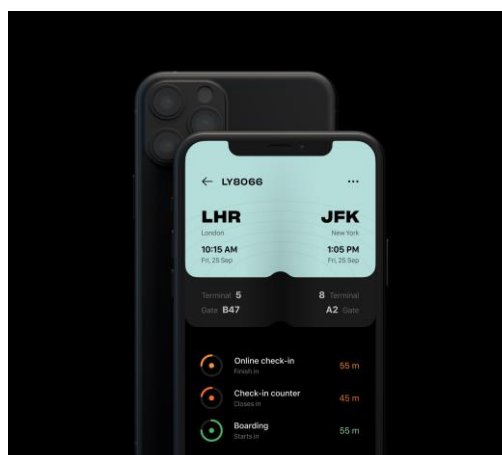 ← LY8066 ...
LHR JFK
London New York
10:15 AM 1:05 PM
Fri, 25 Sep Fri, 25 Sep
Terminal 5 8 Terminal
Gate B47 A2 Gate
Online check-in 55 m
Finish in
Check-in counter 45 m
Closes in
Boarding 55 m
Starts in